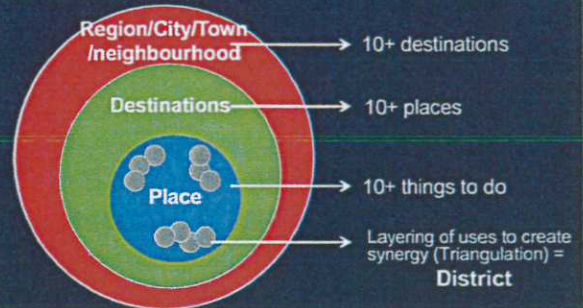 Region/City/Town
/neighbourhood
10+ destinations
Destinations
10+ places
Place
10+ things to do
Layering of uses to create
synergy (Triangulation) =
District